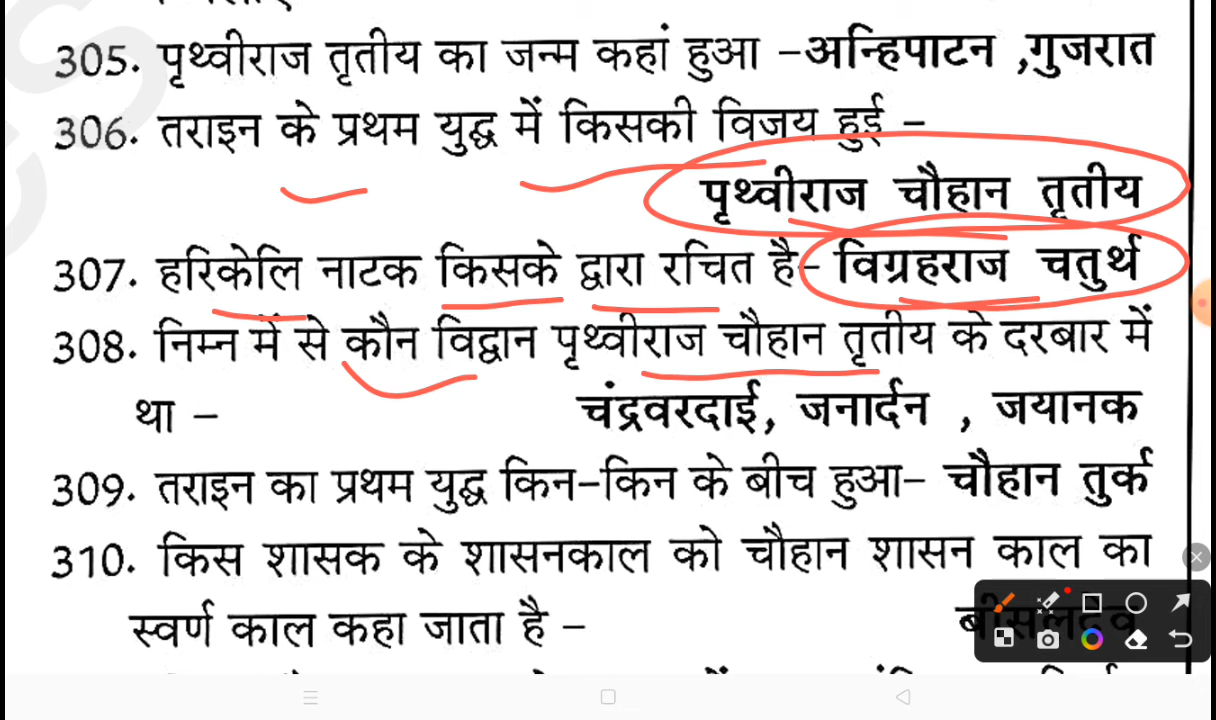 305. पृथ्वीराज तृतीय का जन्म कहां हुआ –अन्हिपाटन ,गुजरात
306. तराइन के प्रथम युद्ध में किसकी विजय हुई –
पृथ्वीराज चौहान तृतीय
307. हरिकेलि नाटक किसके द्वारा रचित है– विग्रहराज चतुर्थ
308. निम्न में से कौन विद्वान पृथ्वीराज चौहान तृतीय के दरबार में
था – चंद्रवरदाई, जनार्दन , जयानक
309. तराइन का प्रथम युद्ध किन–किन के बीच हुआ– चौहान तुर्क
310. किस शासक के शासनकाल को चौहान शासन काल का
स्वर्ण काल कहा जाता है – बीसलदेव